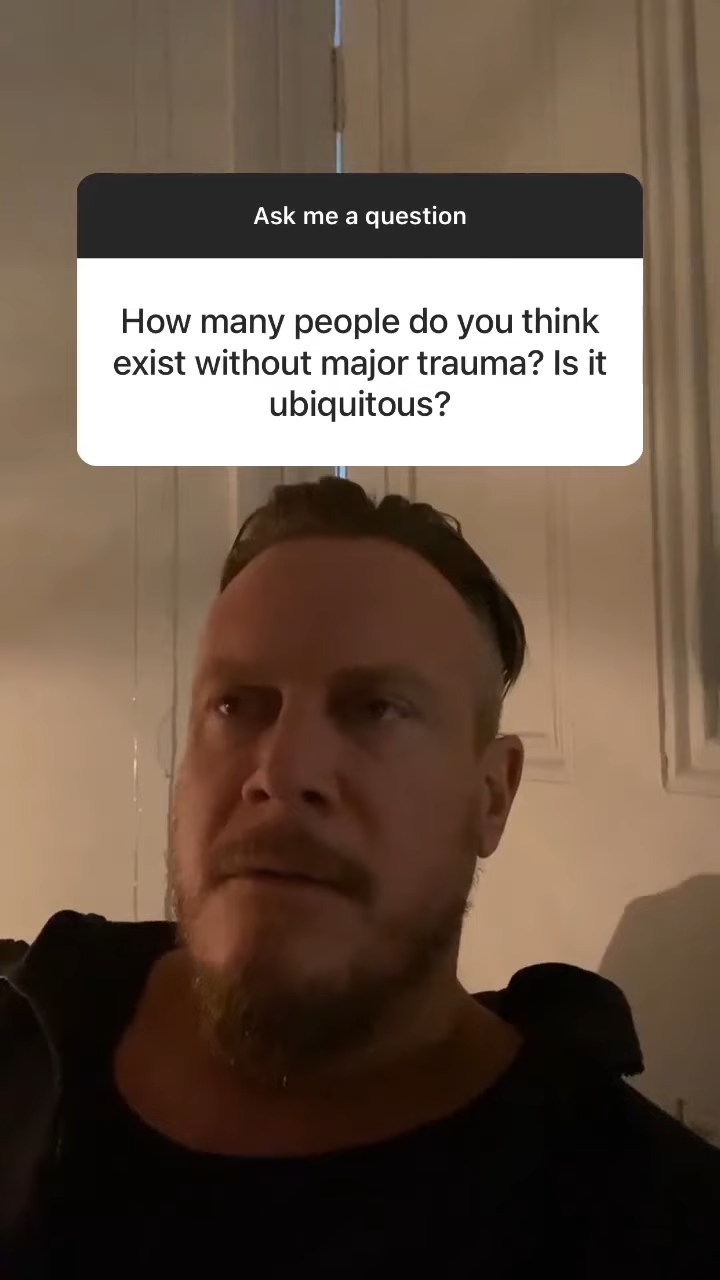 Ask me a question
How many people do you think
exist without major trauma? Is it
ubiquitous?